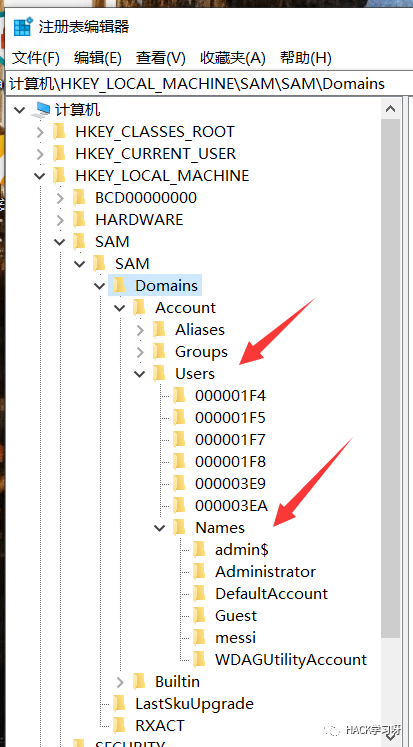 注册表编辑器
文件(F) 编辑(E) 查看(V) 收藏夹(A) 帮助(H)
计算机\HKEY_LOCAL_MACHINE\SAM\SAM\Domains
计算机
HKEY_CLASSES_ROOT
HKEY_CURRENT_USER
HKEY_LOCAL_MACHINE
BCD00000000
HARDWARE
SAM
SAM
Domains
Account
Aliases
Groups
Users
000001F4
000001F5
000001F7
000001F8
000003E9
000003EA
Names
admin$
Administrator
DefaultAccount
Guest
messi
WDAGUtilityAccount
Builtin
LastSkuUpgrade
RXACT
SECURITY
HACK学习呀